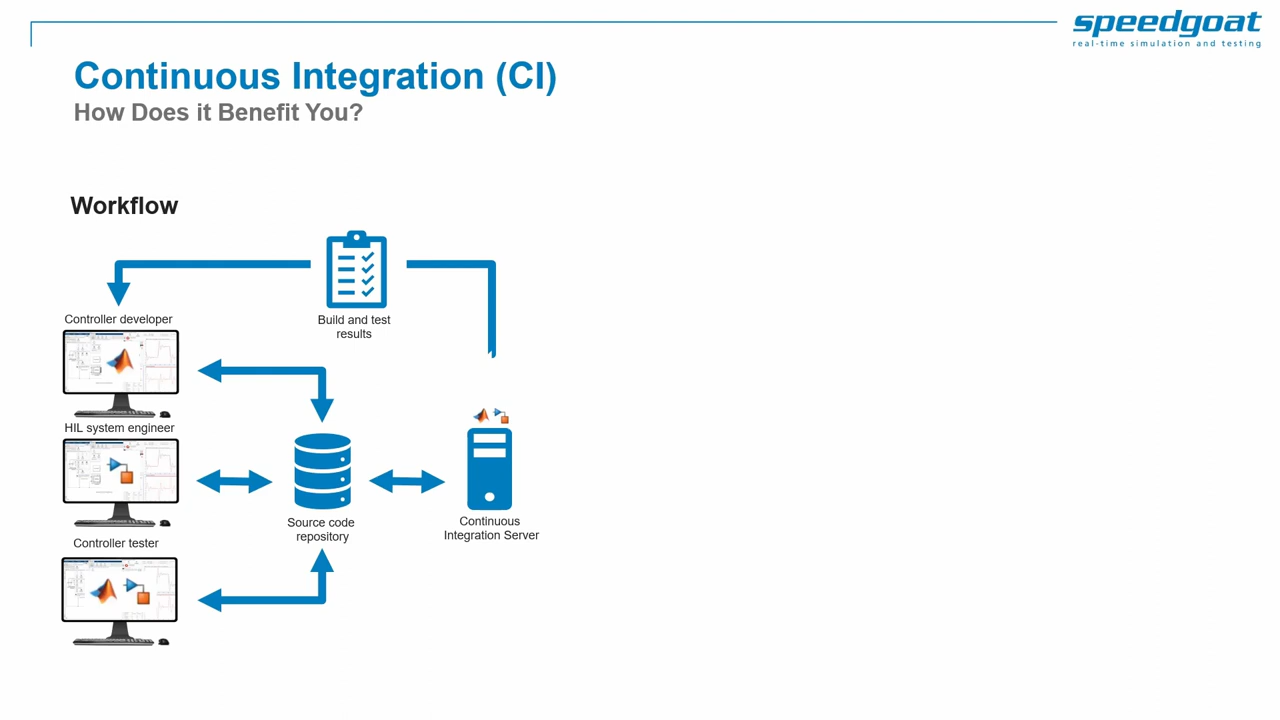 speedgoat
real-time simulation and testing
Continuous Integration (CI)
How Does it Benefit You?
Workflow
Controller developer
Build and test
results
HIL system engineer
Source code
repository
Continuous
Integration Server
Controller tester